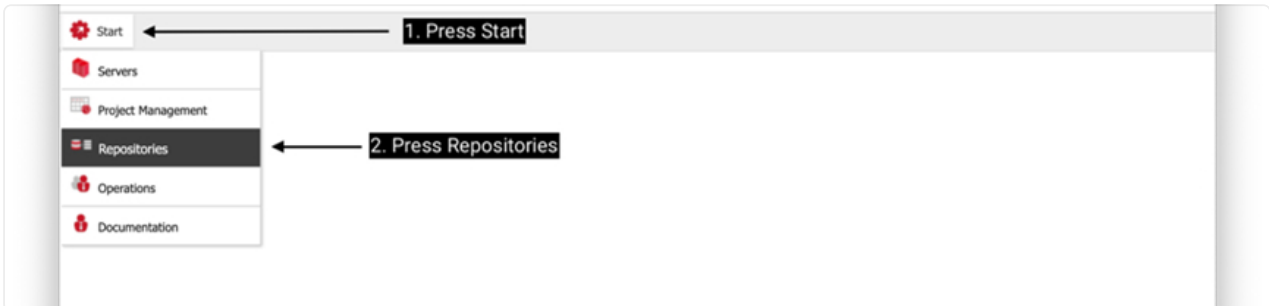 Start
1. Press Start
Servers
Project Management
Repositories
2. Press Repositories
Operations
Documentation